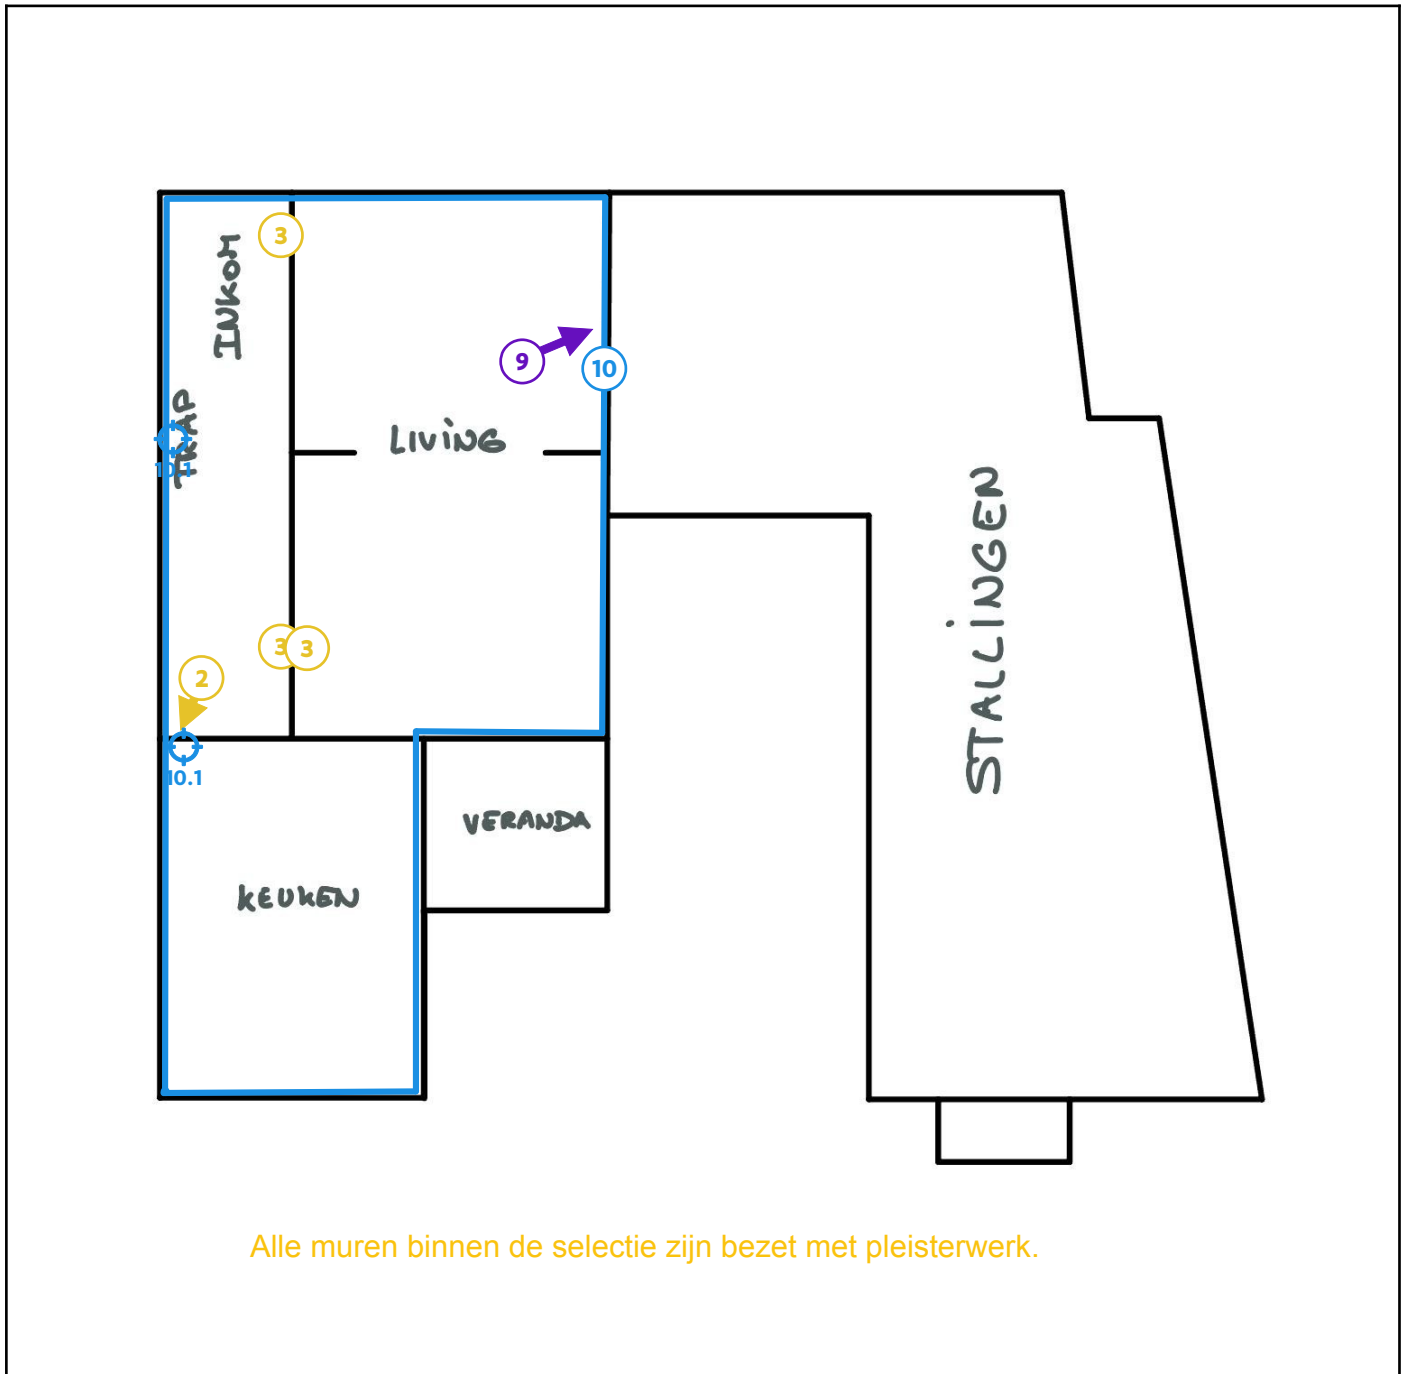 3
INKOM
9
10
TRAP
LIVING
10.1
3
3
2
10.1
STALLINGEN
VERANDA
KEUKEN
Alle muren binnen de selectie zijn bezet met pleisterwerk.